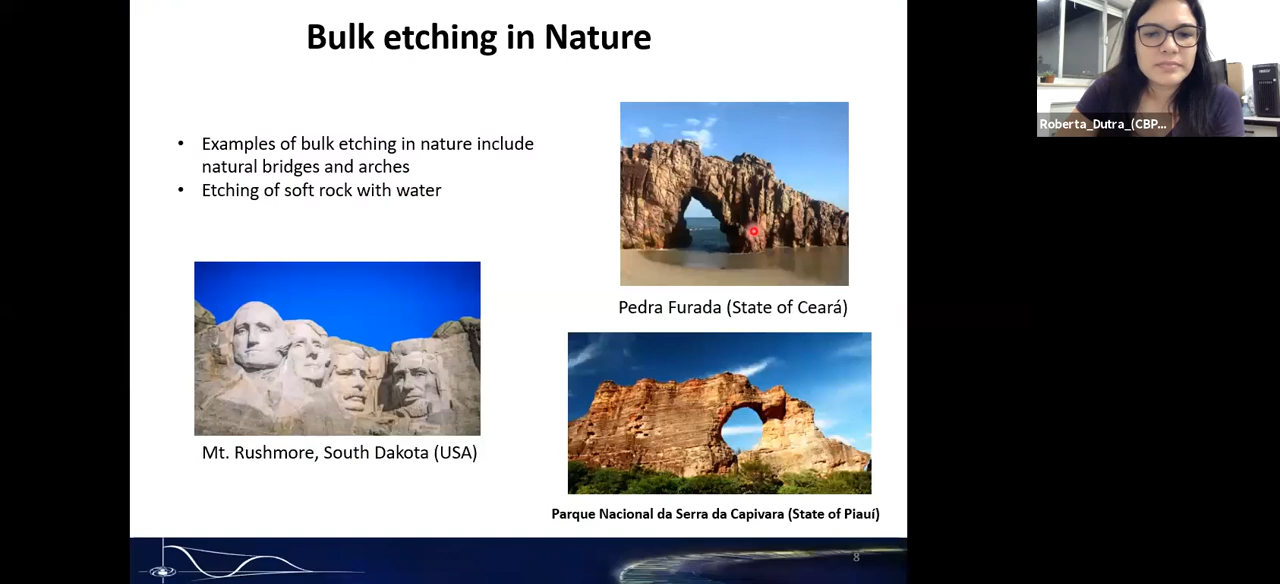 Bulk etching in Nature
• Examples of bulk etching in nature include
natural bridges and arches
• Etching of soft rock with water
Pedra Furada (State of Ceará)
Mt. Rushmore, South Dakota (USA)
Parque Nacional da Serra da Capivara (State of Piauí)
8
Roberta_Dutra_(CBP...